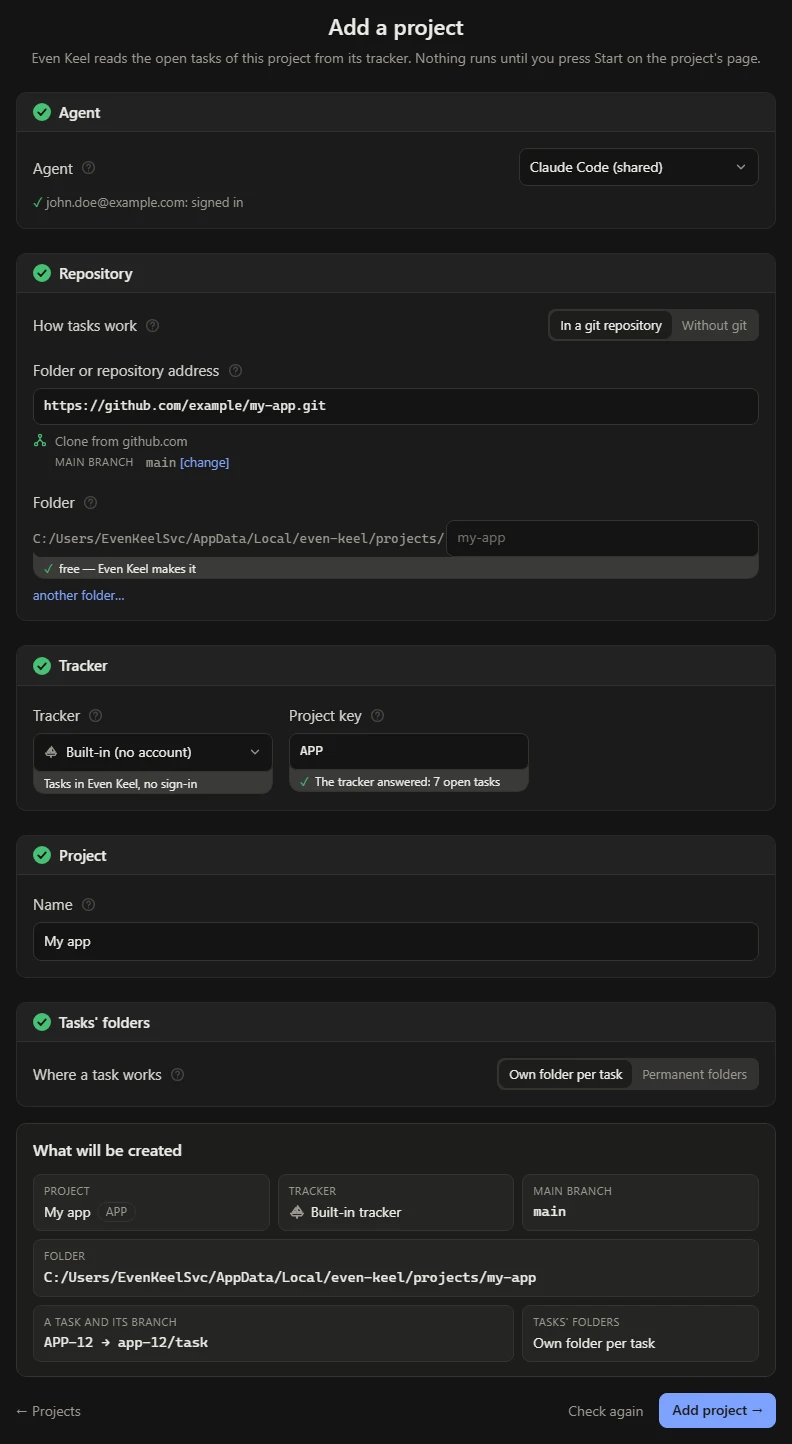 Add a project
Even Keel reads the open tasks of this project from its tracker. Nothing runs until you press Start on the project's page.
Agent
Agent
Claude Code (shared)
✓ john.doe@example.com: signed in
Repository
How tasks work
In a git repository
Without git
Folder or repository address
https://github.com/example/my-app.git
Clone from github.com
MAIN BRANCH main [change]
Folder
C:/Users/EvenKeelSvc/AppData/Local/even-keel/projects/ my-app
✓ free — Even Keel makes it
another folder...
Tracker
Tracker
Project key
Built-in (no account)
APP
Tasks in Even Keel, no sign-in
✓ The tracker answered: 7 open tasks
Project
Name
My app
Tasks' folders
Where a task works
Own folder per task
Permanent folders
What will be created
PROJECT
My app APP
TRACKER
Built-in tracker
MAIN BRANCH
main
FOLDER
C:/Users/EvenKeelSvc/AppData/Local/even-keel/projects/my-app
A TASK AND ITS BRANCH
APP-12 → app-12/task
TASKS' FOLDERS
Own folder per task
← Projects
Check again
Add project →